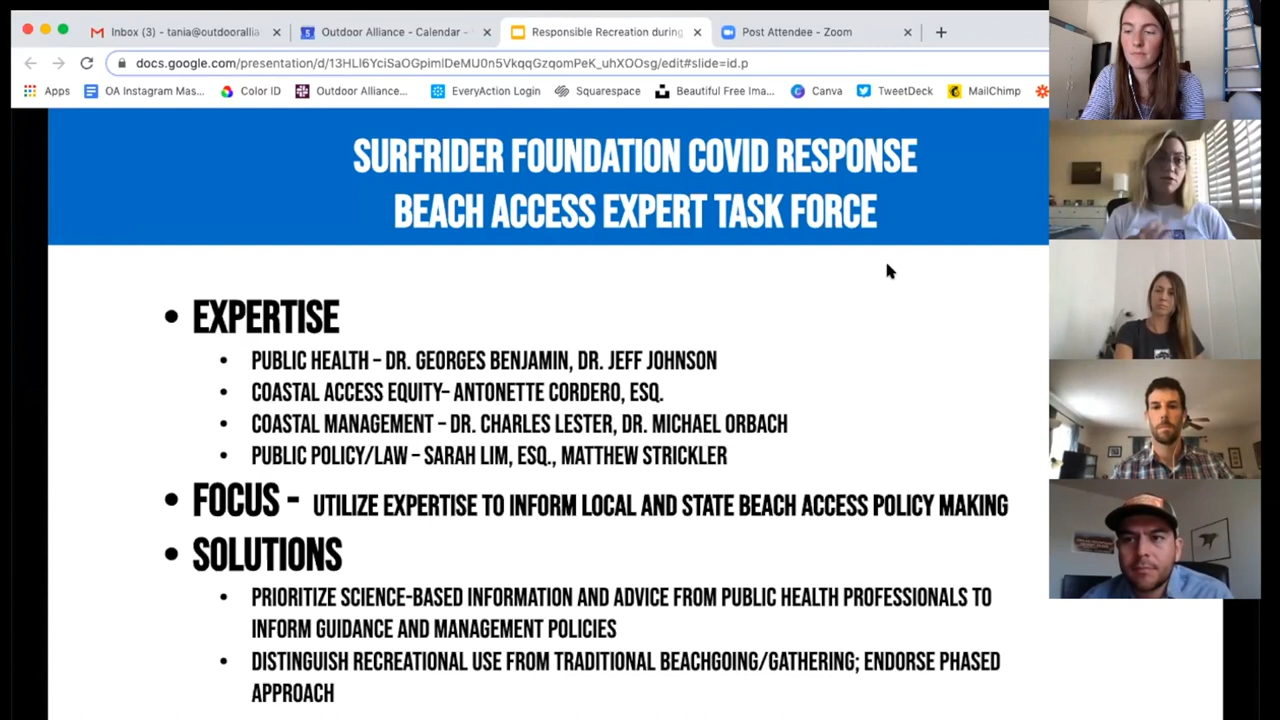 Inbox (3) - tania@outdooralli
Outdoor Alliance - Calendar -
Responsible Recreation during
Post Attendee - Zoom
docs.google.com/presentation/d/13HLI6YciSaOGpimlDeMU0n5VkqqGzqomPeK_uhXOOsg/edit#slide=id.p
Apps
OA Instagram Mas...
Color ID
Outdoor Alliance...
EveryAction Login
Squarespace
Beautiful Free Ima...
Canva
TweetDeck
MailChimp
SURFRIDER FOUNDATION COVID RESPONSE
BEACH ACCESS EXPERT TASK FORCE
• EXPERTISE
• PUBLIC HEALTH – DR. GEORGES BENJAMIN, DR. JEFF JOHNSON
• COASTAL ACCESS EQUITY– ANTONETTE CORDERO, ESQ.
• COASTAL MANAGEMENT – DR. CHARLES LESTER, DR. MICHAEL ORBACH
• PUBLIC POLICY/LAW – SARAH LIM, ESQ., MATTHEW STRICKLER
• FOCUS - UTILIZE EXPERTISE TO INFORM LOCAL AND STATE BEACH ACCESS POLICY MAKING
• SOLUTIONS
• PRIORITIZE SCIENCE-BASED INFORMATION AND ADVICE FROM PUBLIC HEALTH PROFESSIONALS TO
INFORM GUIDANCE AND MANAGEMENT POLICIES
• DISTINGUISH RECREATIONAL USE FROM TRADITIONAL BEACHGOING/GATHERING; ENDORSE PHASED
APPROACH